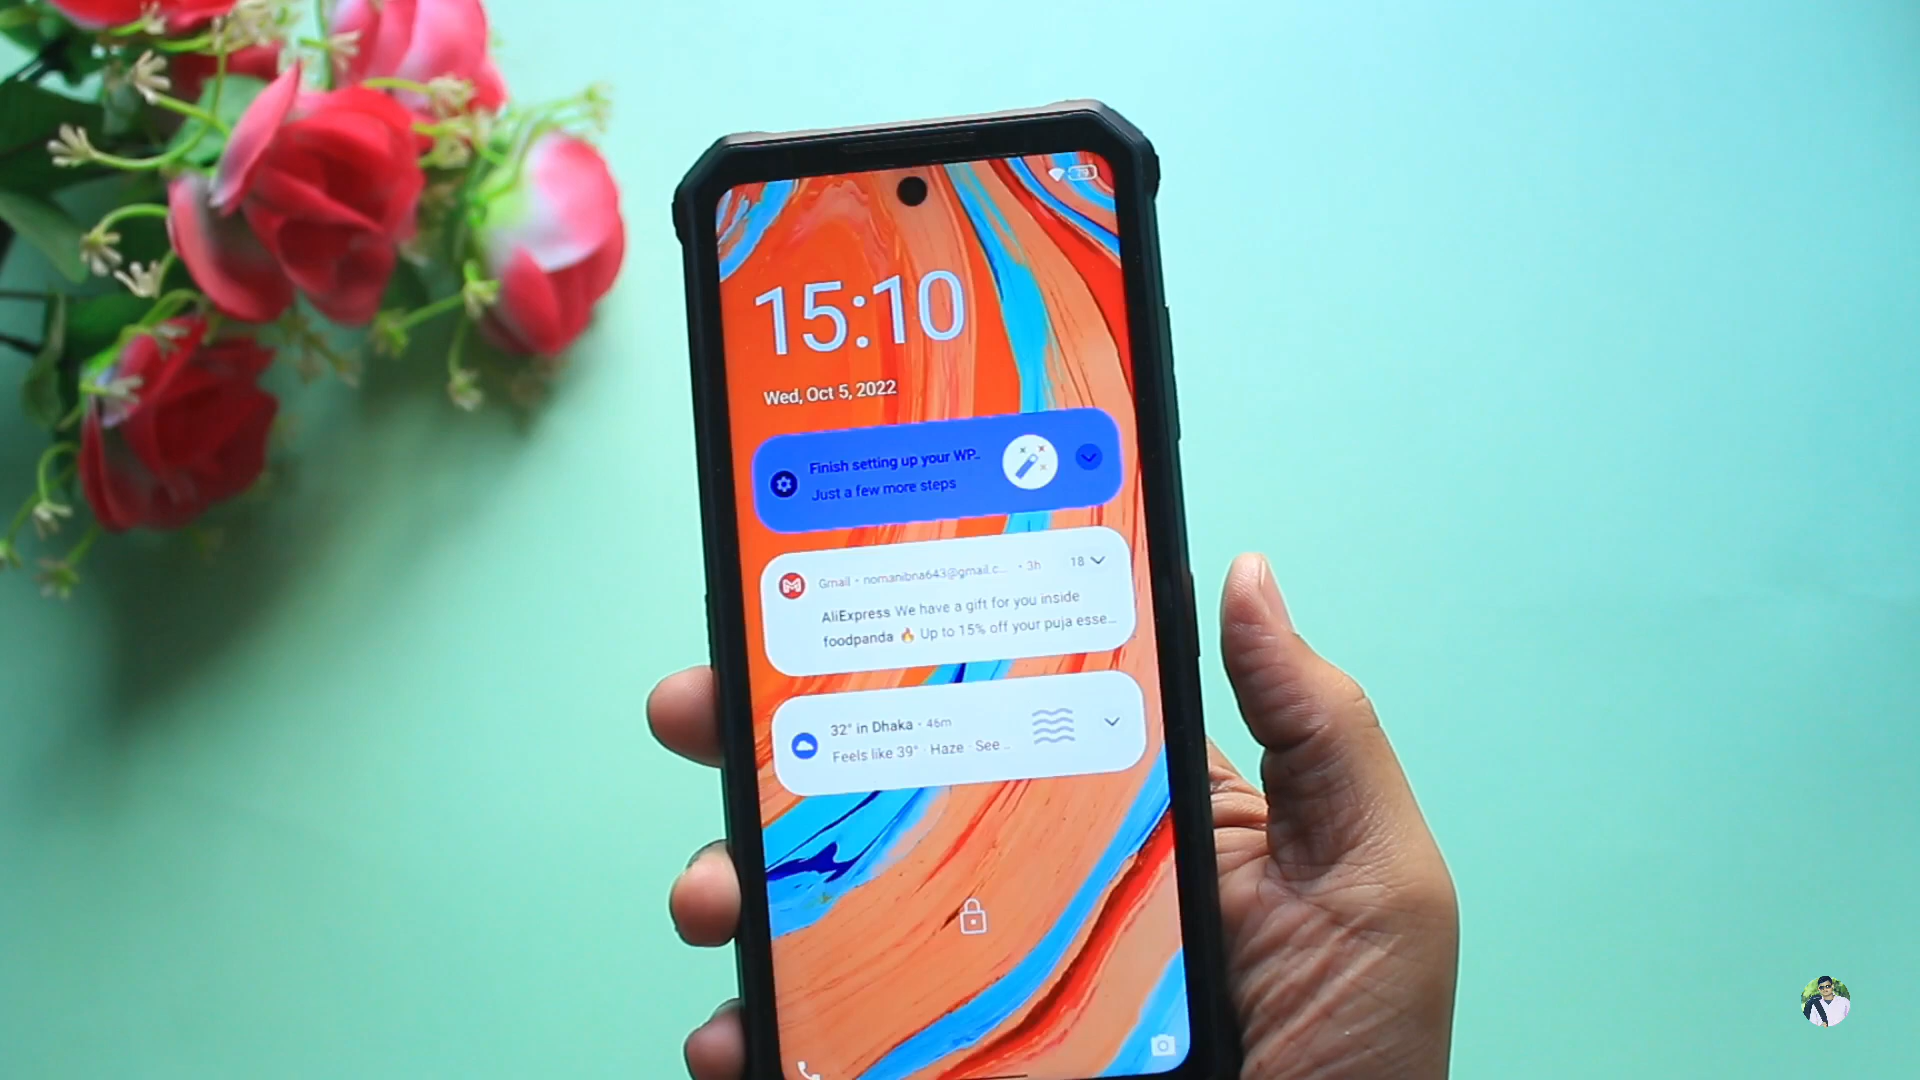 79
15:10
Wed, Oct 5, 2022
Finish setting up your WP..
Just a few more steps
Gmail • nomanibna643@gmail.c... • 3h 18
AliExpress We have a gift for you inside
foodpanda 🔥 Up to 15% off your puja esse...
32° in Dhaka • 46m
Feels like 39° · Haze · See ...